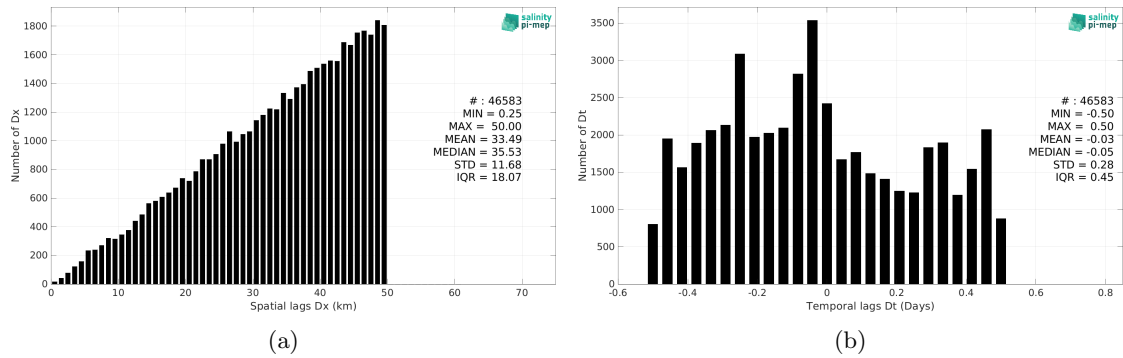 1800
1600
1400
1200
1000
800
600
400
200
0
Number of Dx
0 10 20 30 40 50 60 70
Spatial lags Dx (km)
salinity
pi-mep
# : 46583
MIN = 0.25
MAX = 50.00
MEAN = 33.49
MEDIAN = 35.53
STD = 11.68
IQR = 18.07
(a)
3500
3000
2500
2000
1500
1000
500
0
Number of Dt
-0.6 -0.4 -0.2 0 0.2 0.4 0.6 0.8
Temporal lags Dt (Days)
salinity
pi-mep
# : 46583
MIN = -0.50
MAX = 0.50
MEAN = -0.03
MEDIAN = -0.05
STD = 0.28
IQR = 0.45
(b)